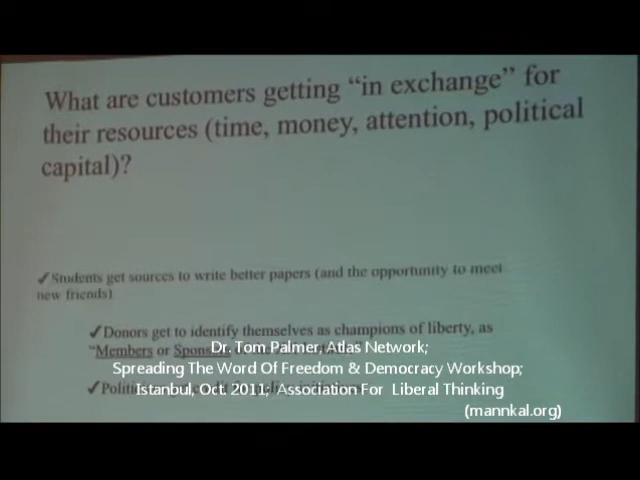 What are customers getting “in exchange” for
their resources (time, money, attention, political
capital)?
✓Students get sources to write better papers (and the opportunity to meet
new friends)
✓Donors get to identify themselves as champions of liberty, as
“Members or
Dr. Tom Palmer, Atlas Network;
Spreading The Word Of Freedom & Democracy Workshop;
✓
Istanbul, Oct. 2011; Association For Liberal Thinking
(mannkal.org)